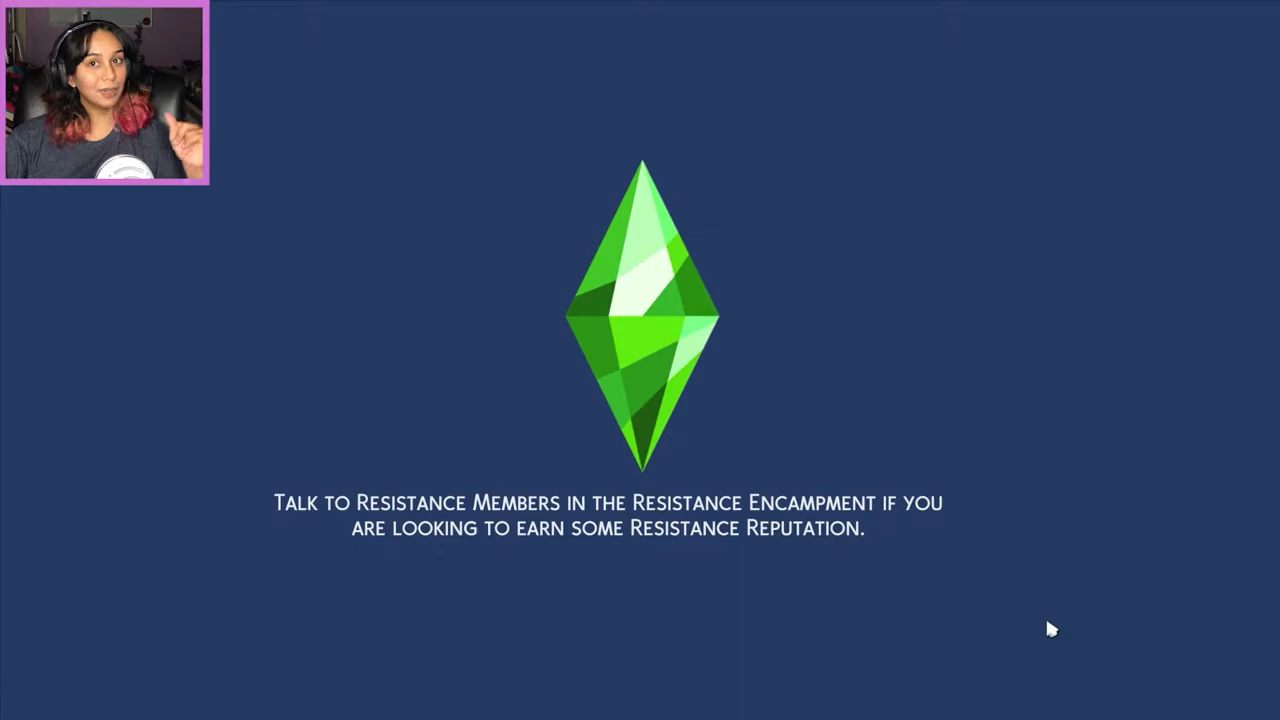 Talk to Resistance Members in the Resistance Encampment if you
are looking to earn some Resistance Reputation.